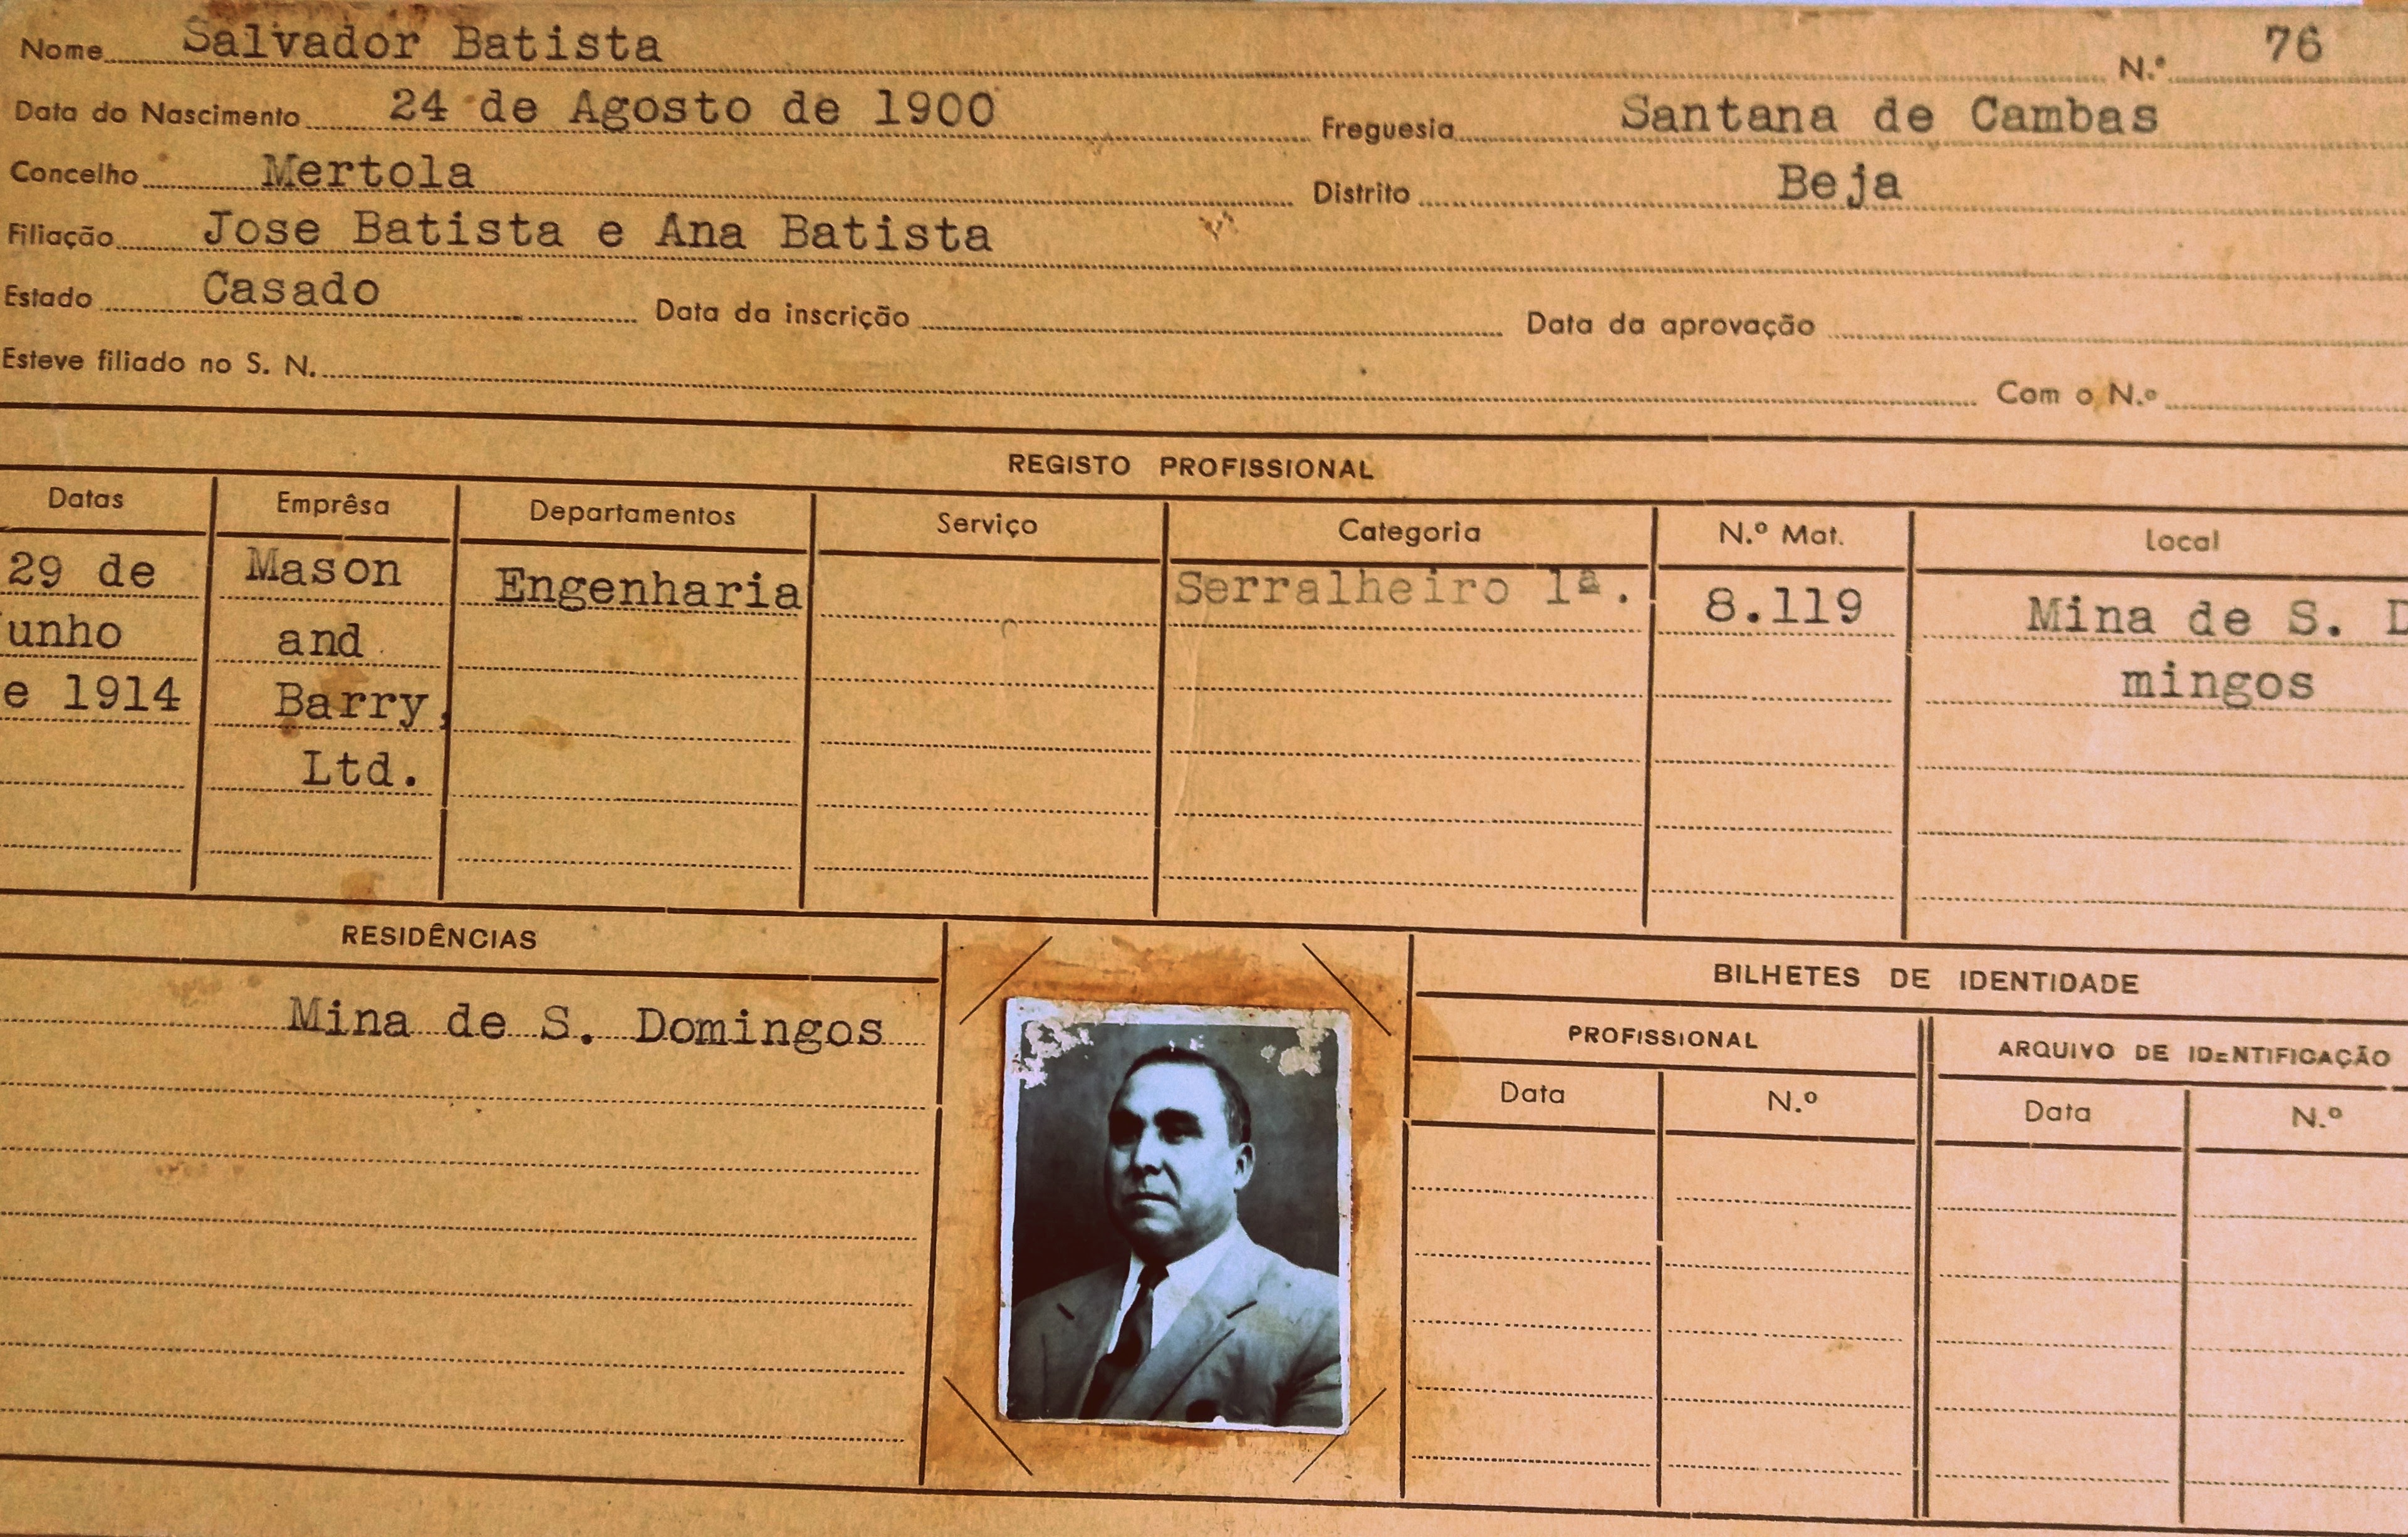 Nome Salvador Batista N.º 76
Data do Nascimento 24 de Agosto de 1900 Freguesia Santana de Cambas
Concelho Mertola Distrito Beja
Filiação Jose Batista e Ana Batista
Estado Casado Data da inscrição Data da aprovação
Esteve filiado no S. N. Com o N.º
REGISTO PROFISSIONAL
Datas Emprêsa Departamentos Serviço Categoria N.º Mat. Local
29 de Mason Engenharia Serralheiro 1ª. 8.119 Mina de S. D
unho and mingos
e 1914 Barry,
Ltd.
RESIDÊNCIAS
Mina de S. Domingos
BILHETES DE IDENTIDADE
PROFISSIONAL ARQUIVO DE IDENTIFICAÇÃO
Data N.º Data N.º